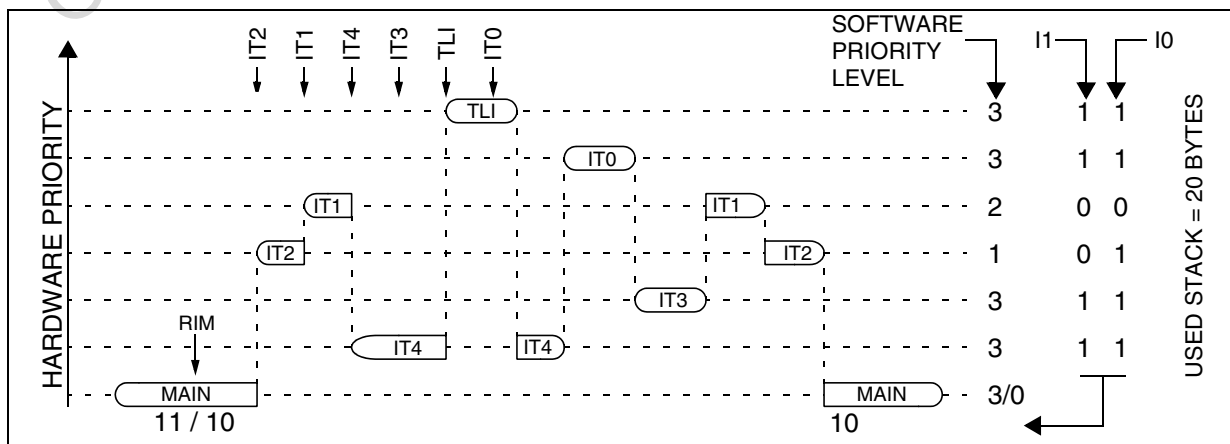 IT2
IT1
IT4
IT3
TLI
IT0
SOFTWARE
PRIORITY
LEVEL
I1
I0
HARDWARE PRIORITY
USED STACK = 20 BYTES
TLI
3
1 1
IT0
3
1 1
IT1
IT1
2
0 0
IT2
IT2
1
0 1
IT3
3
1 1
RIM
IT4
IT4
3
1 1
MAIN
MAIN
3/0
11 / 10
10